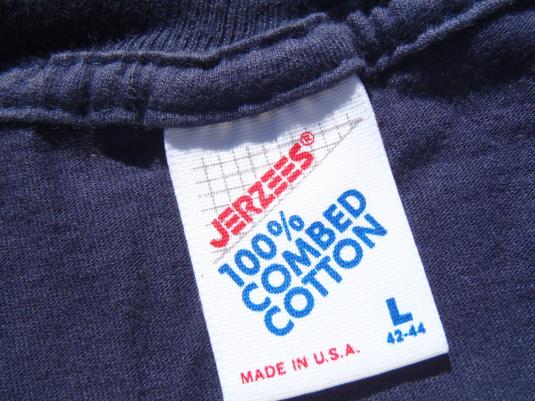 JERZEES®
100%
COMBED
COTTON
L
42-44
MADE IN U.S.A.